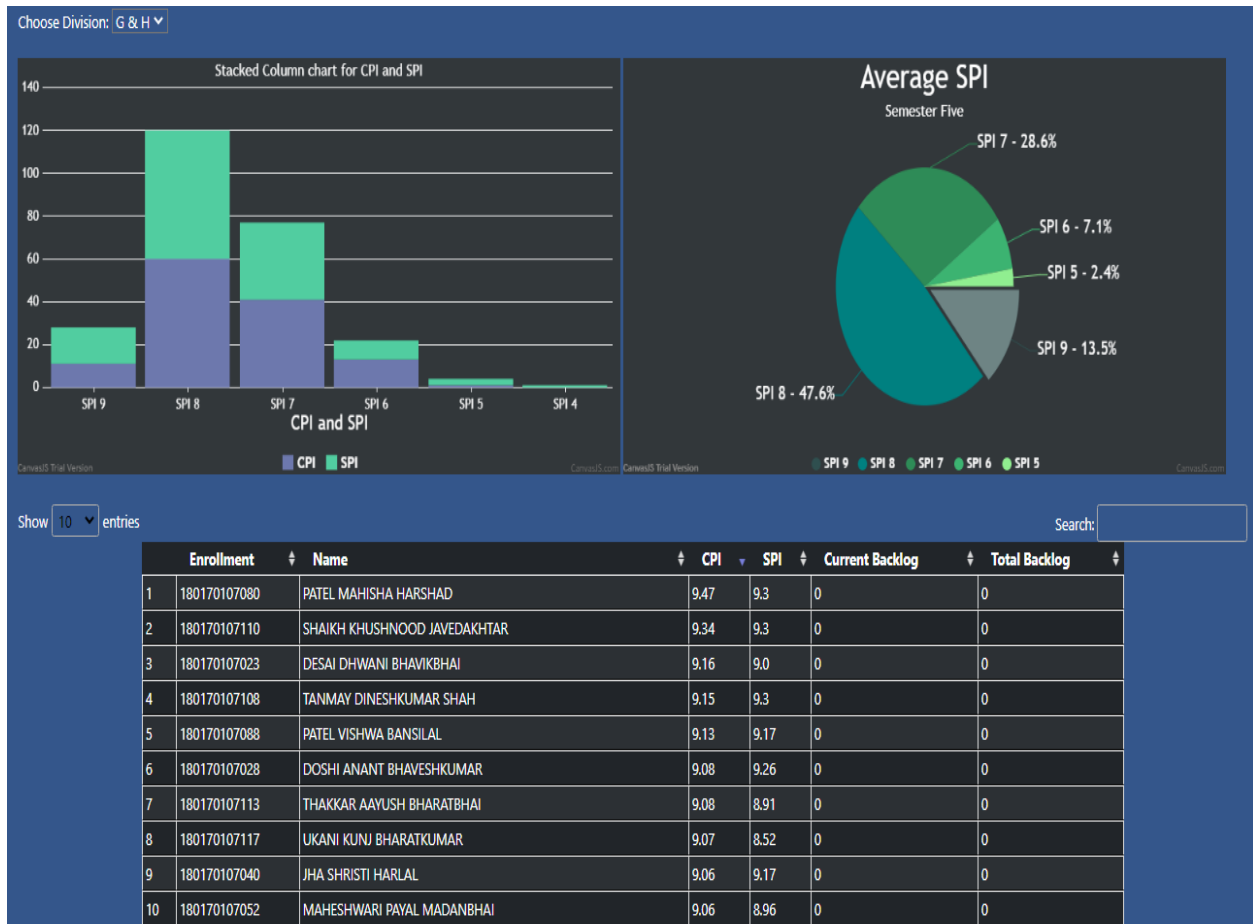 Choose Division: G & H
Stacked Column chart for CPI and SPI
140
120
100
80
60
40
20
0
SPI 9 SPI 8 SPI 7 SPI 6 SPI 5 SPI 4
CPI and SPI
CPI SPI
CanvasJS Trial Version CanvasJS.com
Average SPI
Semester Five
SPI 7 - 28.6%
SPI 6 - 7.1%
SPI 5 - 2.4%
SPI 9 - 13.5%
SPI 8 - 47.6%
SPI 9 SPI 8 SPI 7 SPI 6 SPI 5
CanvasJS Trial Version CanvasJS.com
Show 10 entries Search:
Enrollment Name CPI SPI Current Backlog Total Backlog
1 180170107080 PATEL MAHISHA HARSHAD 9.47 9.3 0 0
2 180170107110 SHAIKH KHUSHNOOD JAVEDAKHTAR 9.34 9.3 0 0
3 180170107023 DESAI DHWANI BHAVIKBHAI 9.16 9.0 0 0
4 180170107108 TANMAY DINESHKUMAR SHAH 9.15 9.3 0 0
5 180170107088 PATEL VISHWA BANSILAL 9.13 9.17 0 0
6 180170107028 DOSHI ANANT BHAVESHKUMAR 9.08 9.26 0 0
7 180170107113 THAKKAR AAYUSH BHARATBHAI 9.08 8.91 0 0
8 180170107117 UKANI KUNJ BHARATKUMAR 9.07 8.52 0 0
9 180170107040 JHA SHRISTI HARLAL 9.06 9.17 0 0
10 180170107052 MAHESHWARI PAYAL MADANBHAI 9.06 8.96 0 0